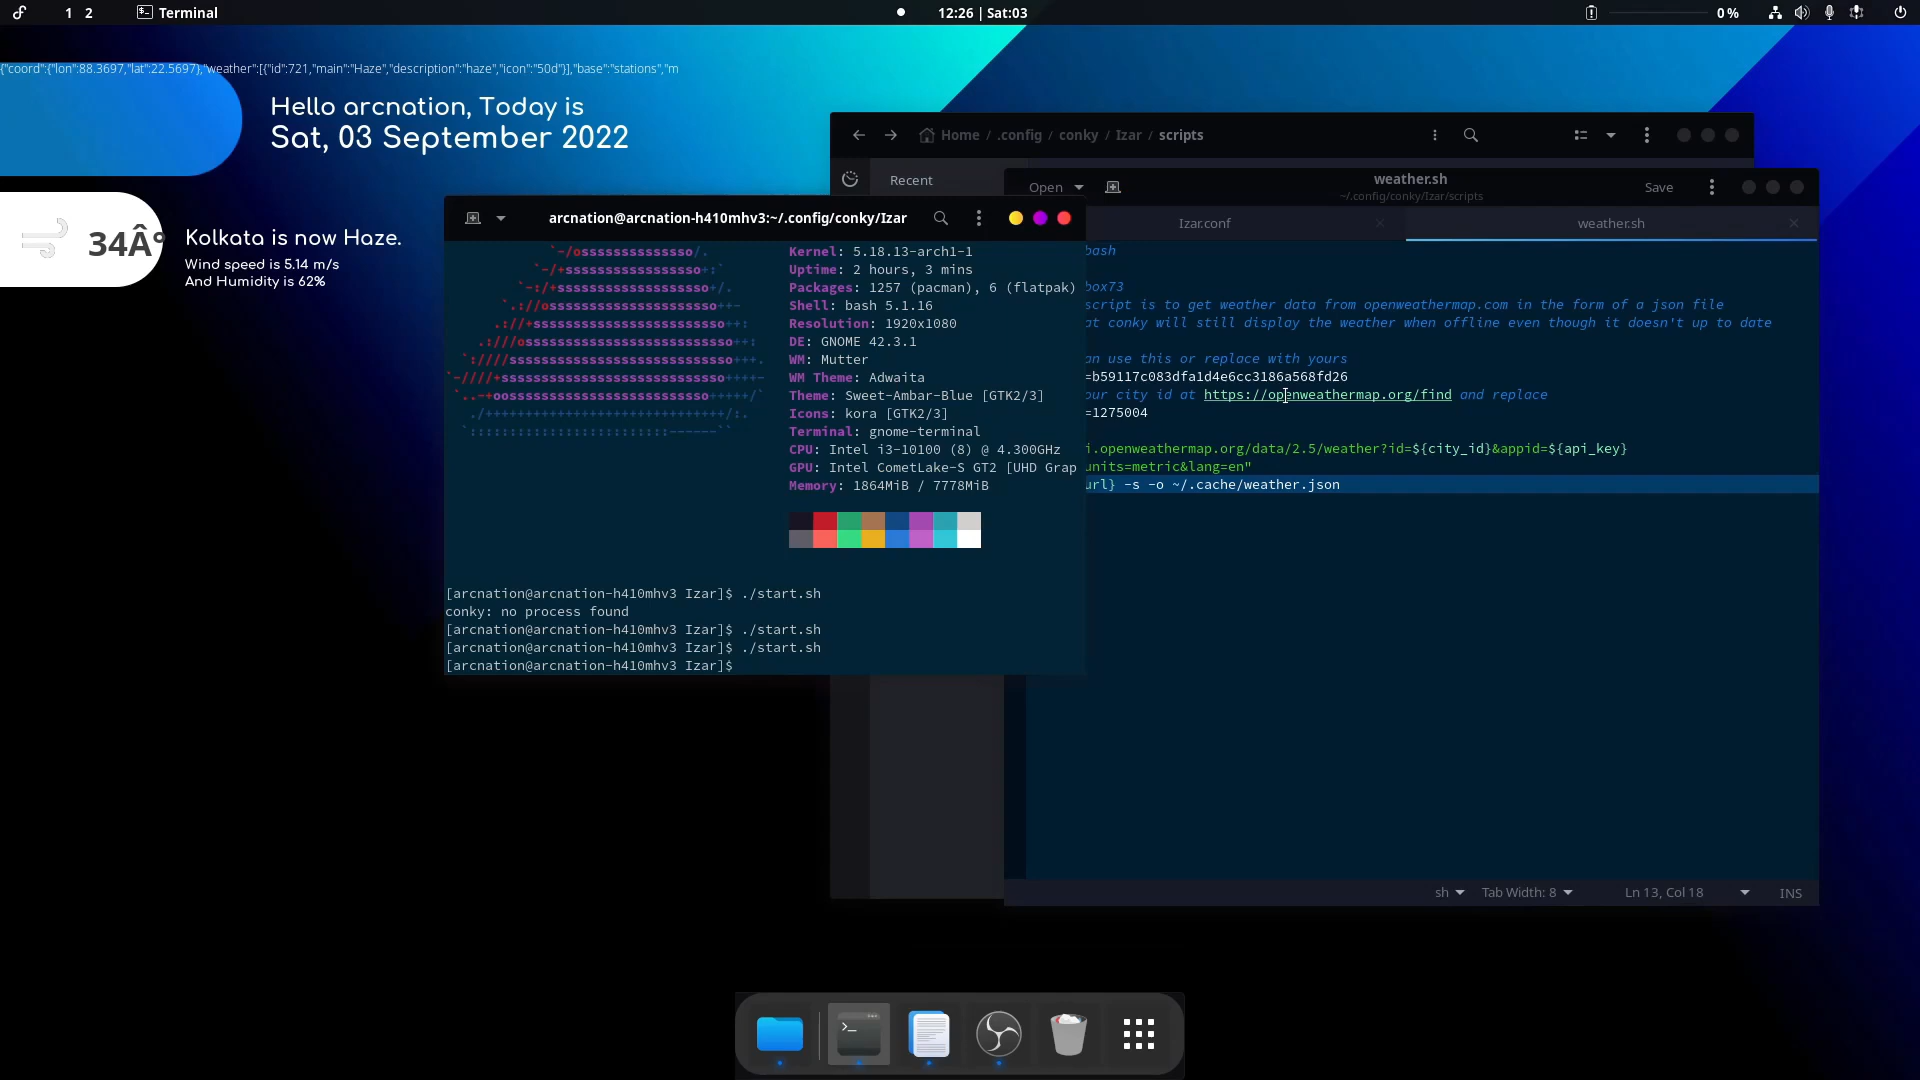 1 2 Terminal 12:26 | Sat:03 0 %
{"coord":{"lon":88.3697,"lat":22.5697},"weather":[{"id":721,"main":"Haze","description":"haze","icon":"50d"}],"base":"stations","m
Hello arcnation, Today is
Sat, 03 September 2022
34Â°
Kolkata is now Haze.
Wind speed is 5.14 m/s
And Humidity is 62%
Home / .config / conky / Izar / scripts
Recent
Open
weather.sh
~/.config/conky/Izar/scripts
Save
Izar.conf
weather.sh
arcnation@arcnation-h410mhv3:~/.config/conky/Izar
`-/osssssssssssssso/.
`-/+sssssssssssssssso+:`
`-:/+sssssssssssssssssso+/.
`.://osssssssssssssssssssso++-
.://+ssssssssssssssssssssssso++:
.:///ossssssssssssssssssssssssso++:
`:////ssssssssssssssssssssssssssso+++.
`-////+ssssssssssssssssssssssssssso++++-
`..-+oosssssssssssssssssssssssso+++++/`
./++++++++++++++++++++++++++++++/:.
`:::::::::::::::::::::::::------``
Kernel: 5.18.13-arch1-1
Uptime: 2 hours, 3 mins
Packages: 1257 (pacman), 6 (flatpak)
Shell: bash 5.1.16
Resolution: 1920x1080
DE: GNOME 42.3.1
WM: Mutter
WM Theme: Adwaita
Theme: Sweet-Ambar-Blue [GTK2/3]
Icons: kora [GTK2/3]
Terminal: gnome-terminal
CPU: Intel i3-10100 (8) @ 4.300GHz
GPU: Intel CometLake-S GT2 [UHD Grap
Memory: 1864MiB / 7778MiB
[arcnation@arcnation-h410mhv3 Izar]$ ./start.sh
conky: no process found
[arcnation@arcnation-h410mhv3 Izar]$ ./start.sh
[arcnation@arcnation-h410mhv3 Izar]$ ./start.sh
[arcnation@arcnation-h410mhv3 Izar]$
bash
box73
script is to get weather data from openweathermap.com in the form of a json file
at conky will still display the weather when offline even though it doesn't up to date
an use this or replace with yours
=b59117c083dfa1d4e6cc3186a568fd26
our city id at https://openweathermap.org/find and replace
=1275004
i.openweathermap.org/data/2.5/weather?id=${city_id}&appid=${api_key}
units=metric&lang=en"
url} -s -o ~/.cache/weather.json
sh Tab Width: 8 Ln 13, Col 18 INS